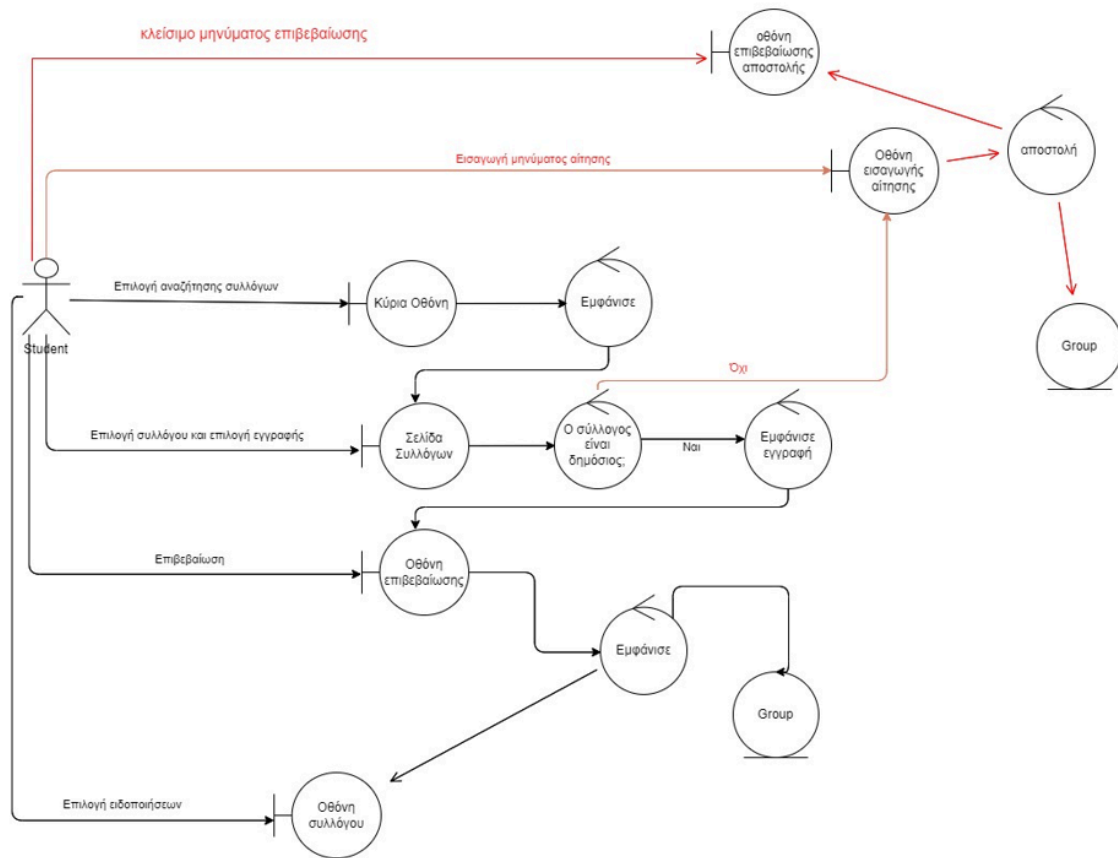 κλείσιμο μηνύματος επιβεβαίωσης
οθόνη
επιβεβαίωσης
αποστολής
αποστολή
Εισαγωγή μηνύματος αίτησης
Οθόνη
εισαγωγής
αίτησης
Student
Επιλογή αναζήτησης συλλόγων
Κύρια Οθόνη
Εμφάνισε
Group
Όχι
Επιλογή συλλόγου και επιλογή εγγραφής
Σελίδα
Συλλόγων
Ο σύλλογος
είναι
δημόσιος;
Ναι
Εμφάνισε
εγγραφή
Επιβεβαίωση
Οθόνη
επιβεβαίωσης
Εμφάνισε
Group
Επιλογή ειδοποιήσεων
Οθόνη
συλλόγου